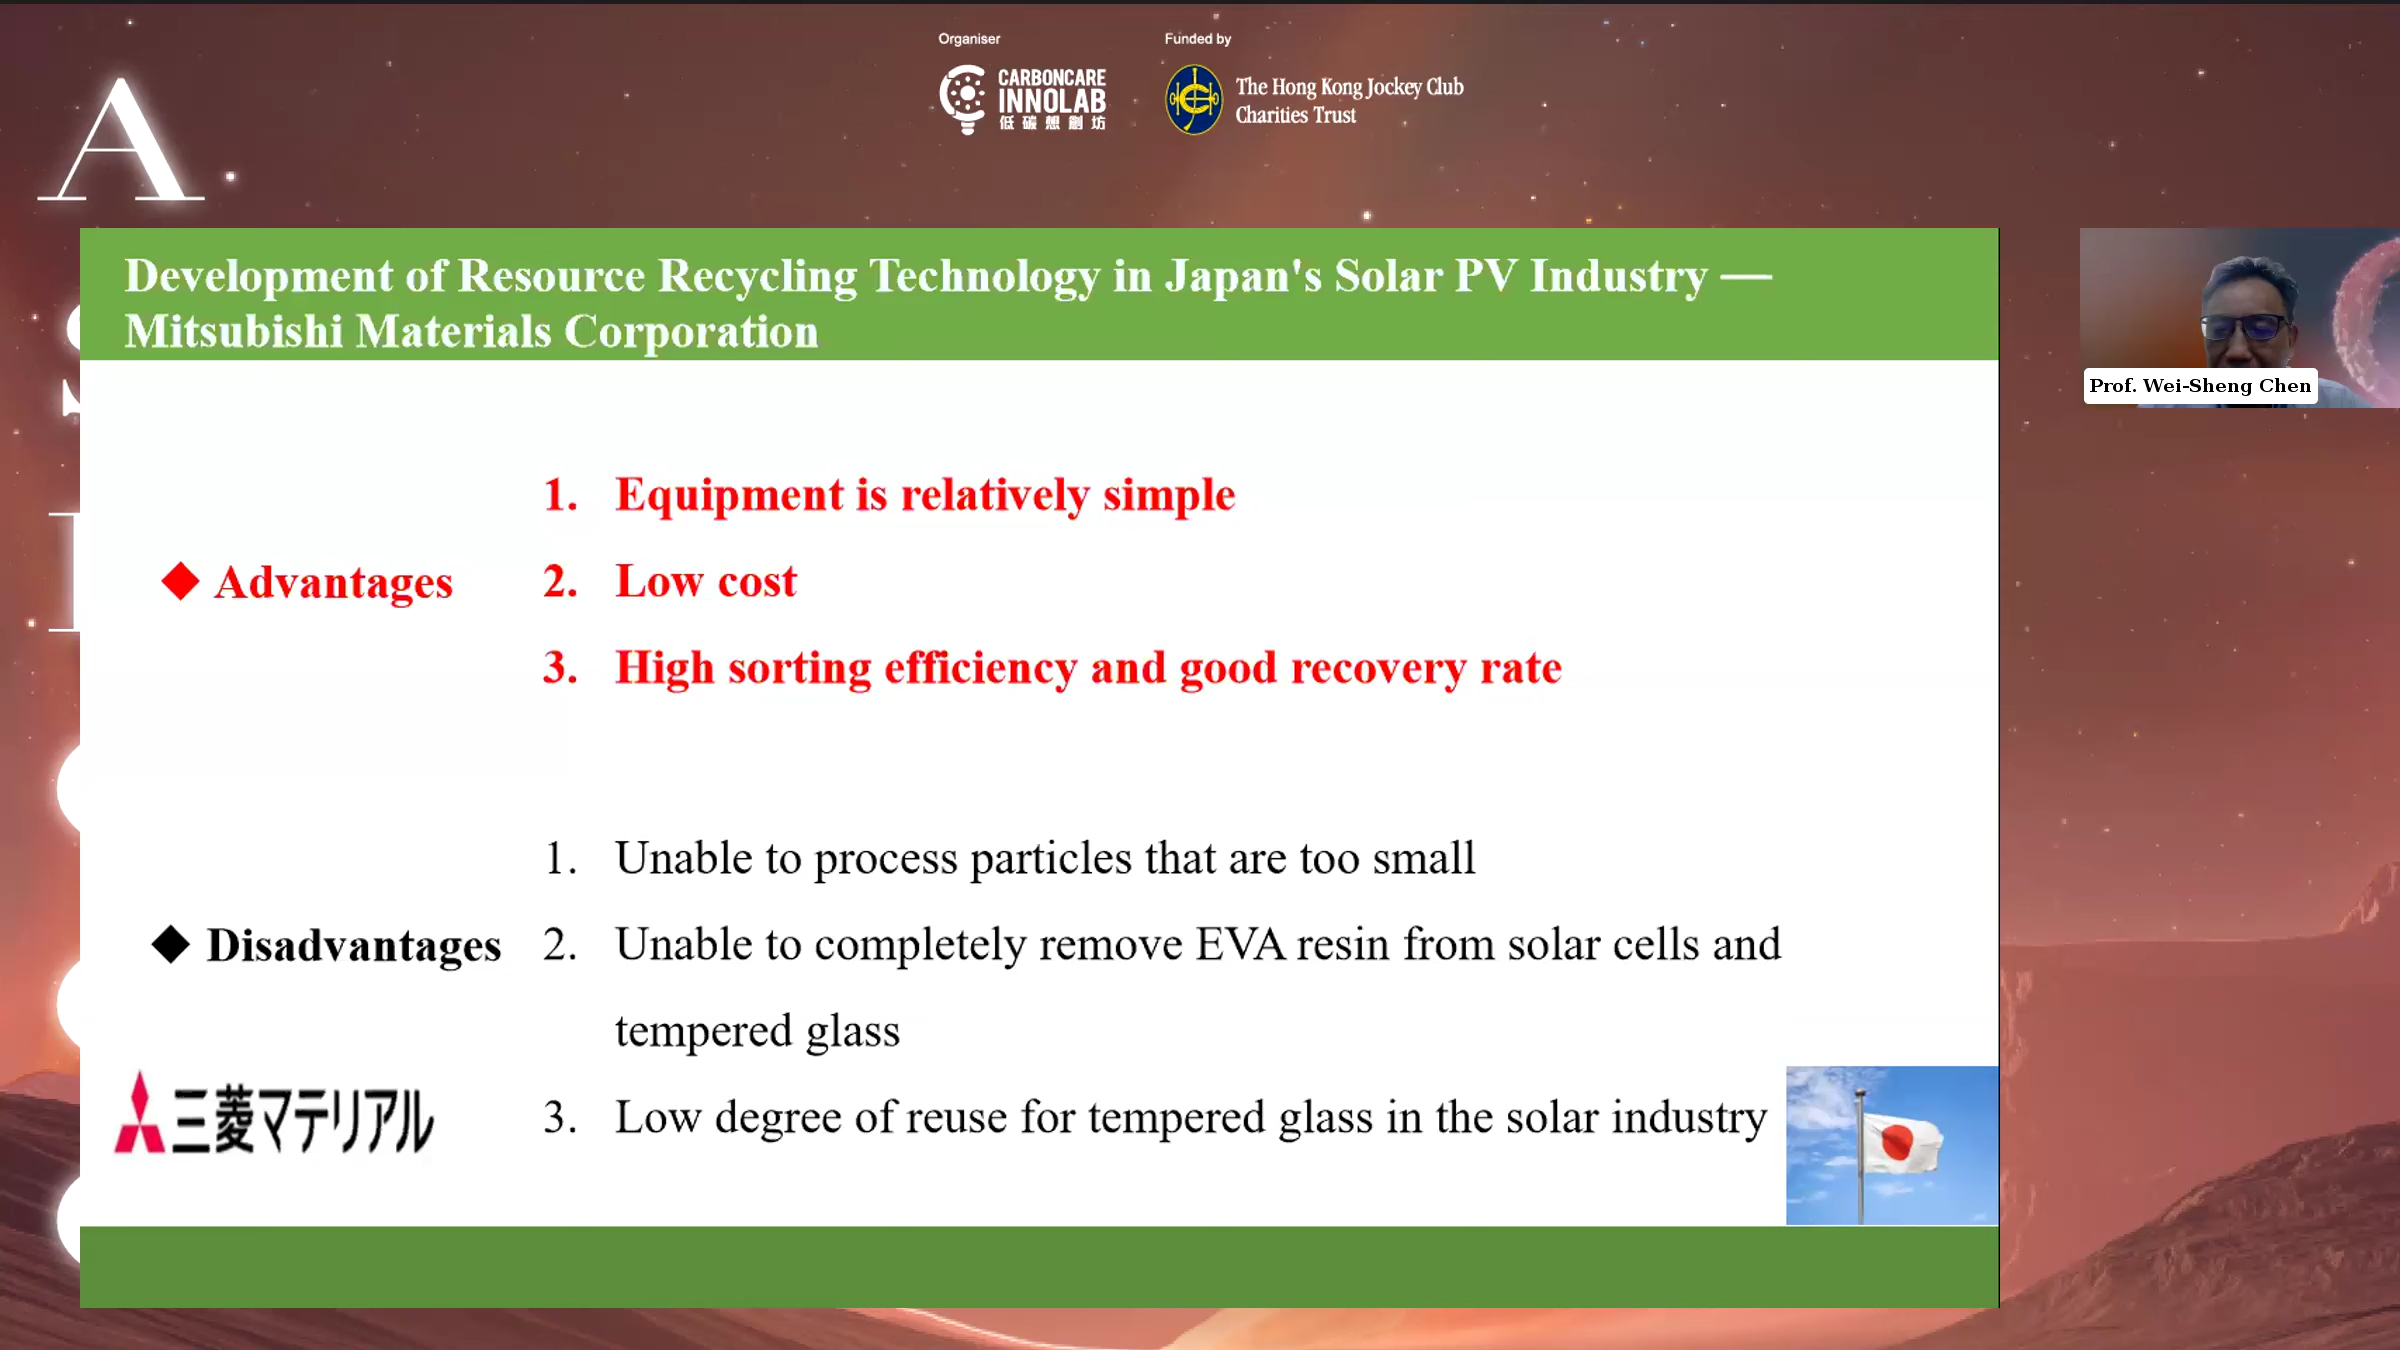 Organiser
Funded by
CARBONCARE
INNOLAB
低碳想創坊
The Hong Kong Jockey Club
Charities Trust
A
Development of Resource Recycling Technology in Japan's Solar PV Industry —
Mitsubishi Materials Corporation
Prof. Wei-Sheng Chen
◆ Advantages
1. Equipment is relatively simple
2. Low cost
3. High sorting efficiency and good recovery rate
◆ Disadvantages
1. Unable to process particles that are too small
2. Unable to completely remove EVA resin from solar cells and
tempered glass
3. Low degree of reuse for tempered glass in the solar industry
三菱マテリアル